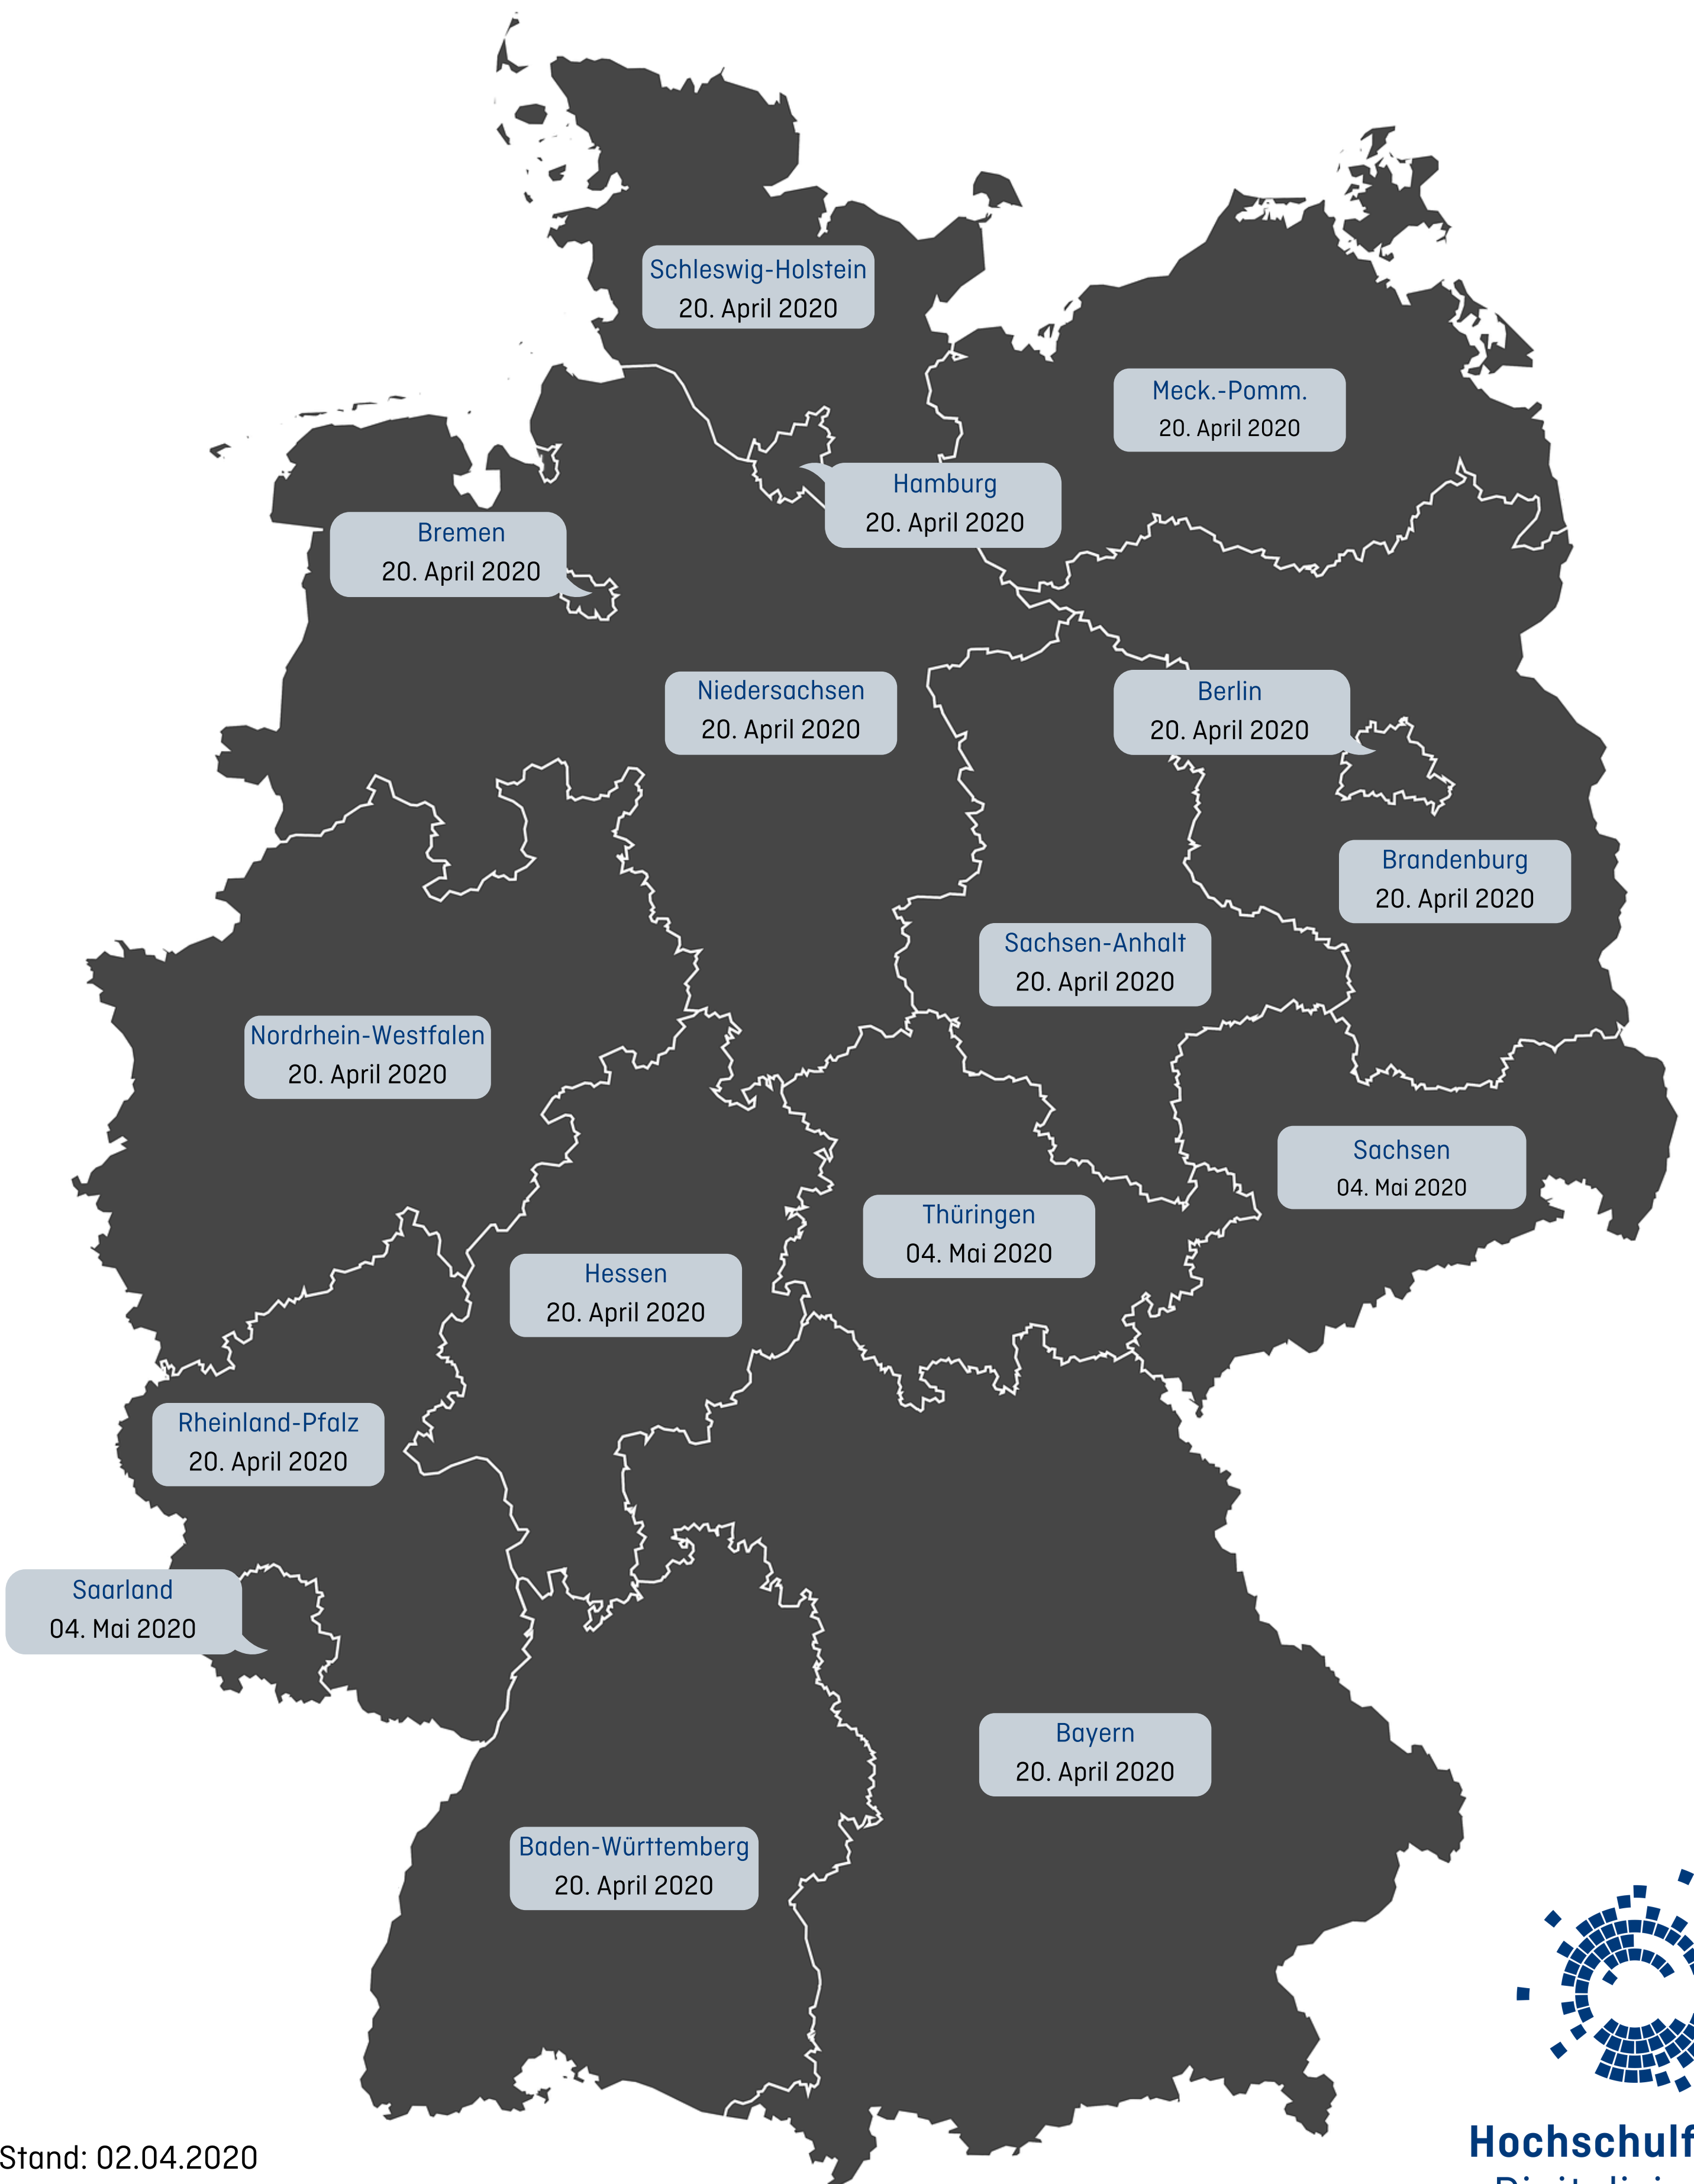 Schleswig-Holstein
20. April 2020
Meck.-Pomm.
20. April 2020
Hamburg
20. April 2020
Bremen
20. April 2020
Niedersachsen
20. April 2020
Berlin
20. April 2020
Brandenburg
20. April 2020
Sachsen-Anhalt
20. April 2020
Nordrhein-Westfalen
20. April 2020
Sachsen
04. Mai 2020
Thüringen
04. Mai 2020
Hessen
20. April 2020
Rheinland-Pfalz
20. April 2020
Saarland
04. Mai 2020
Bayern
20. April 2020
Baden-Württemberg
20. April 2020
Stand: 02.04.2020
Hochschulf